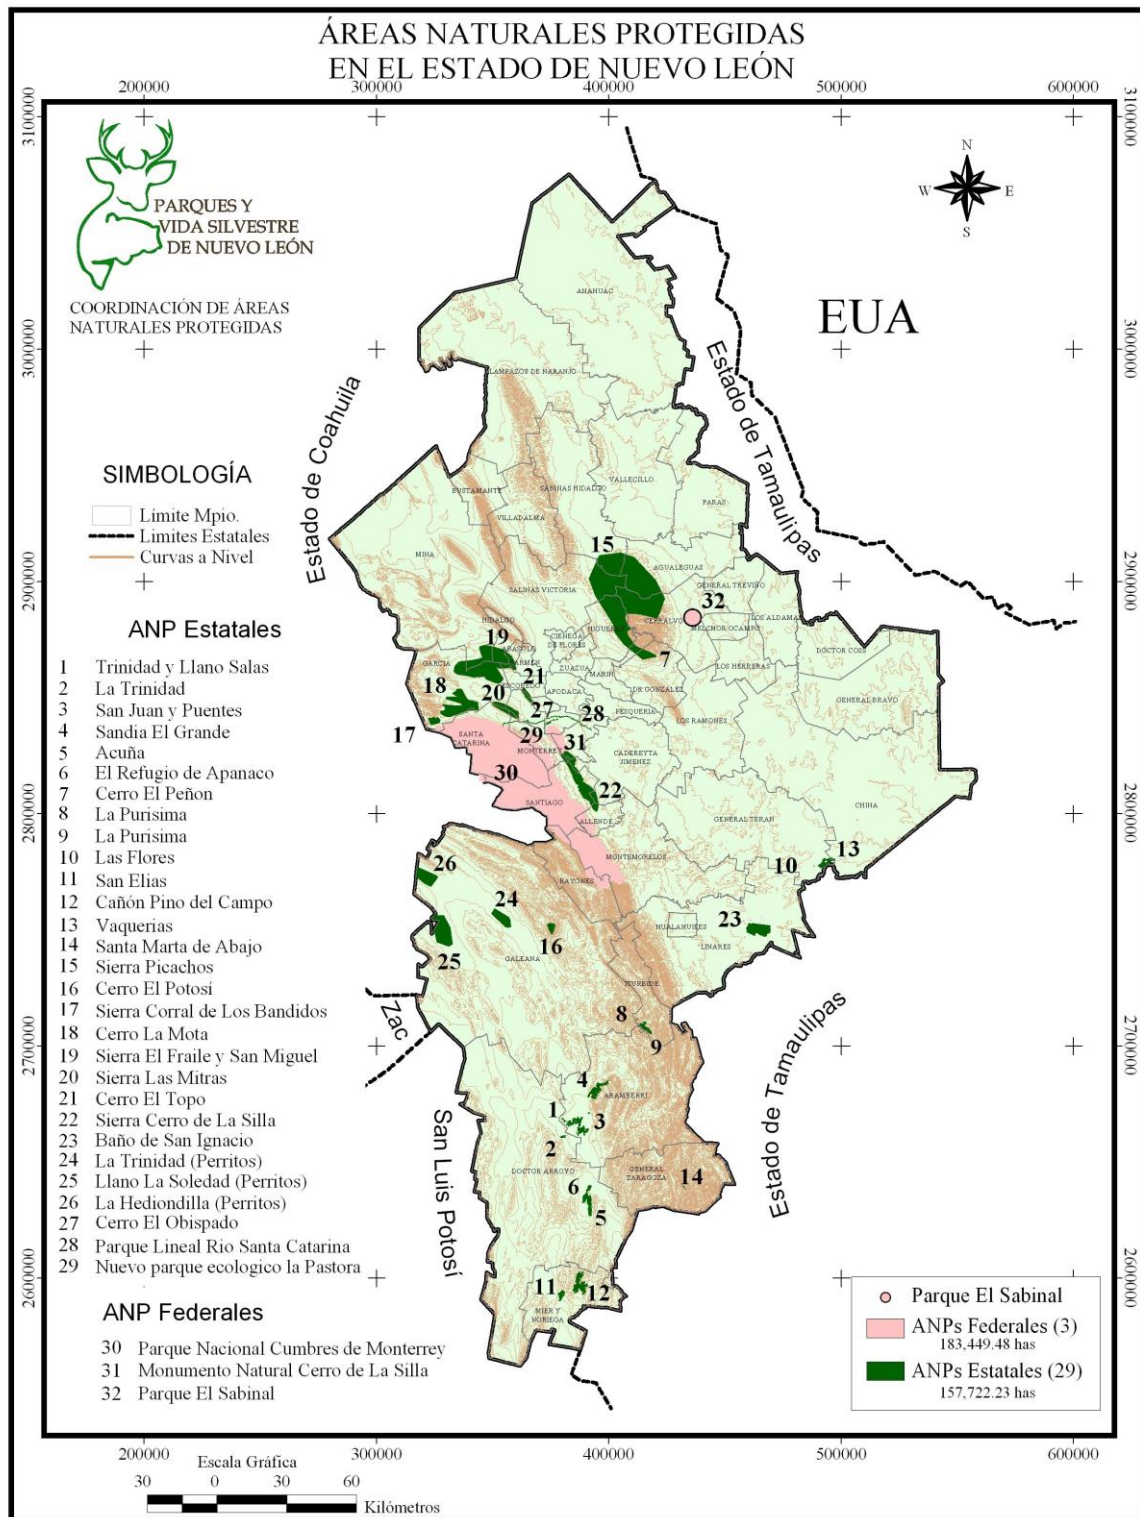 ÁREAS NATURALES PROTEGIDAS
EN EL ESTADO DE NUEVO LEÓN
200000
300000
400000
500000
600000
3100000
3100000
PARQUES Y
VIDA SILVESTRE
DE NUEVO LEÓN
COORDINACIÓN DE ÁREAS
NATURALES PROTEGIDAS
N
W
E
S
EUA
ANAHUAC
3000000
3000000
Estado de Coahuila
Estado de Tamaulipas
LAMPAZOS DE NARANJO
SIMBOLOGÍA
Límite Mpio.
Limites Estatales
Curvas a Nivel
BUSTAMANTE
SABINAS HIDALGO
VALLECILLO
PARAS
VILLADALMA
MINA
15
AGUALEGUAS
SALINAS VICTORIA
GENERAL TREVIÑO
2900000
2900000
32
LOS ALDAMAS
CERRALVO
MELCHOR OCAMPO
HIGUERAS
HIDALGO
CIENEGA
DE FLORES
DOCTOR COSS
19
ABASOLO
7
GARCIA
CARMEN
ZUAZUA
MARIN
LOS HERRERAS
18
21
ESCOBEDO
APODACA
DR GONZALEZ
GENERAL BRAVO
20
27
28
PESQUERIA
LOS RAMONES
17
SANTA
CATARINA
29
MONTERREY
31
CADEREYTA
JIMENEZ
30
22
SANTIAGO
CHINA
ALLENDE
GENERAL TERAN
2800000
2800000
13
10
26
MONTEMORELOS
RAYONES
24
23
HUALAHUISES
LINARES
16
25
GALEANA
ITURBIDE
Zac
8
9
2700000
2700000
Estado de Tamaulipas
4
ARAMBERRI
1
3
2
San Luis Potosí
DOCTOR ARROYO
GENERAL
ZARAGOZA
14
6
5
11
12
MIER Y
NORIEGA
2600000
2600000
ANP Estatales
1 Trinidad y Llano Salas
2 La Trinidad
3 San Juan y Puentes
4 Sandia El Grande
5 Acuña
6 El Refugio de Apanaco
7 Cerro El Peñon
8 La Purisima
9 La Purisima
10 Las Flores
11 San Elias
12 Cañón Pino del Campo
13 Vaquerias
14 Santa Marta de Abajo
15 Sierra Picachos
16 Cerro El Potosí
17 Sierra Corral de Los Bandidos
18 Cerro La Mota
19 Sierra El Fraile y San Miguel
20 Sierra Las Mitras
21 Cerro El Topo
22 Sierra Cerro de La Silla
23 Baño de San Ignacio
24 La Trinidad (Perritos)
25 Llano La Soledad (Perritos)
26 La Hediondilla (Perritos)
27 Cerro El Obispado
28 Parque Lineal Rio Santa Catarina
29 Nuevo parque ecologico la Pastora
ANP Federales
30 Parque Nacional Cumbres de Monterrey
31 Monumento Natural Cerro de La Silla
32 Parque El Sabinal
Parque El Sabinal
ANPs Federales (3)
183,449.48 has
ANPs Estatales (29)
157,722.23 has
200000
300000
400000
500000
600000
Escala Gráfica
30 0 30 60
Kilómetros